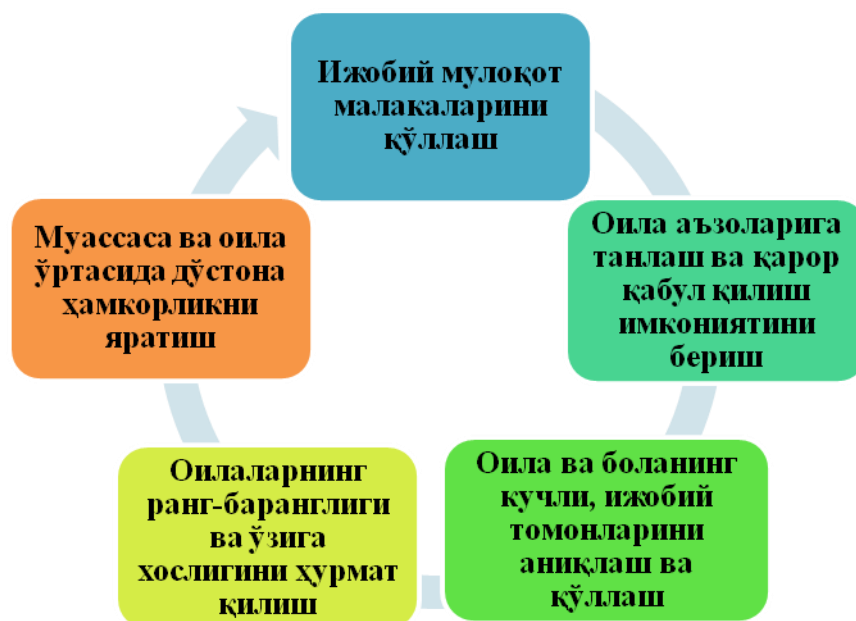 Ижобий мулоқот
малакаларини
қўллаш
Оила аъзоларига
танлаш ва қарор
қабул қилиш
имкониятини
бериш
Оила ва боланинг
кучли, ижобий
томонларини
аниқлаш ва
қўллаш
Оилаларнинг
ранг-баранглиги
ва ўзига
хослигини ҳурмат
қилиш
Муассаса ва оила
ўртасида дўстона
ҳамкорликни
яратиш